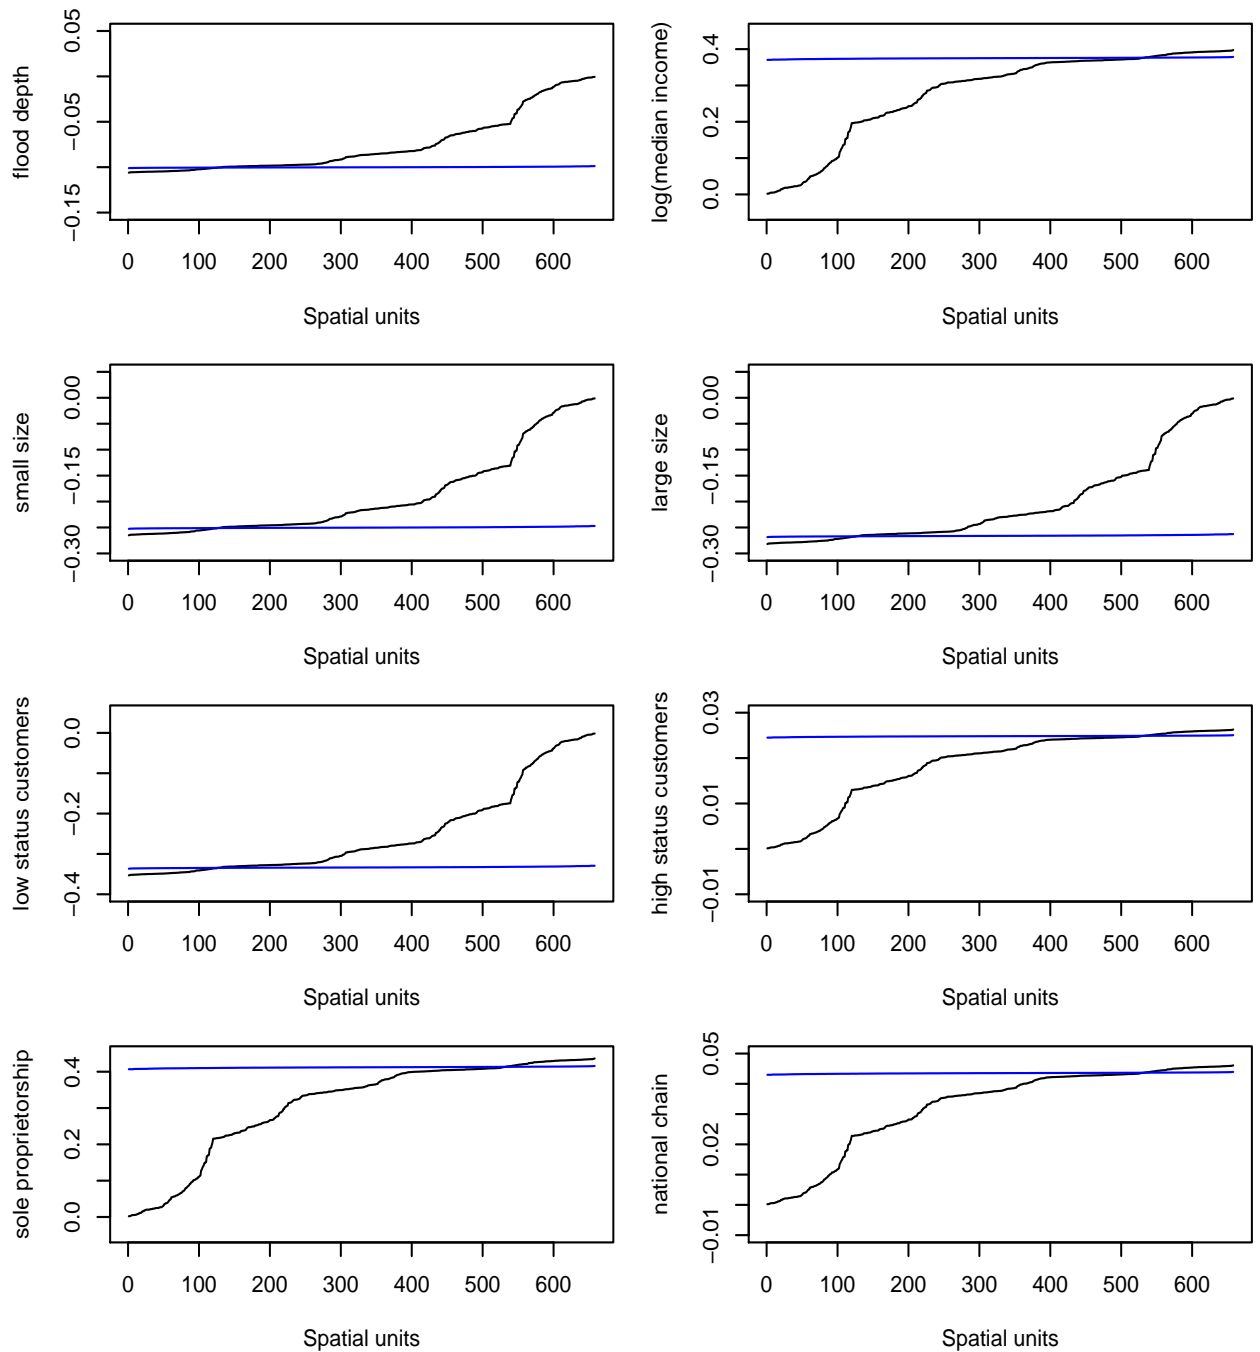 flood depth
0.05
−0.05
−0.15
0 100 200 300 400 500 600
Spatial units
log(median income)
0.4
0.2
0.0
0 100 200 300 400 500 600
Spatial units
small size
0.00
−0.15
−0.30
0 100 200 300 400 500 600
Spatial units
large size
0.00
−0.15
−0.30
0 100 200 300 400 500 600
Spatial units
low status customers
0.0
−0.2
−0.4
0 100 200 300 400 500 600
Spatial units
high status customers
0.03
0.01
−0.01
0 100 200 300 400 500 600
Spatial units
sole proprietorship
0.4
0.2
0.0
0 100 200 300 400 500 600
Spatial units
national chain
0.05
0.02
−0.01
0 100 200 300 400 500 600
Spatial units